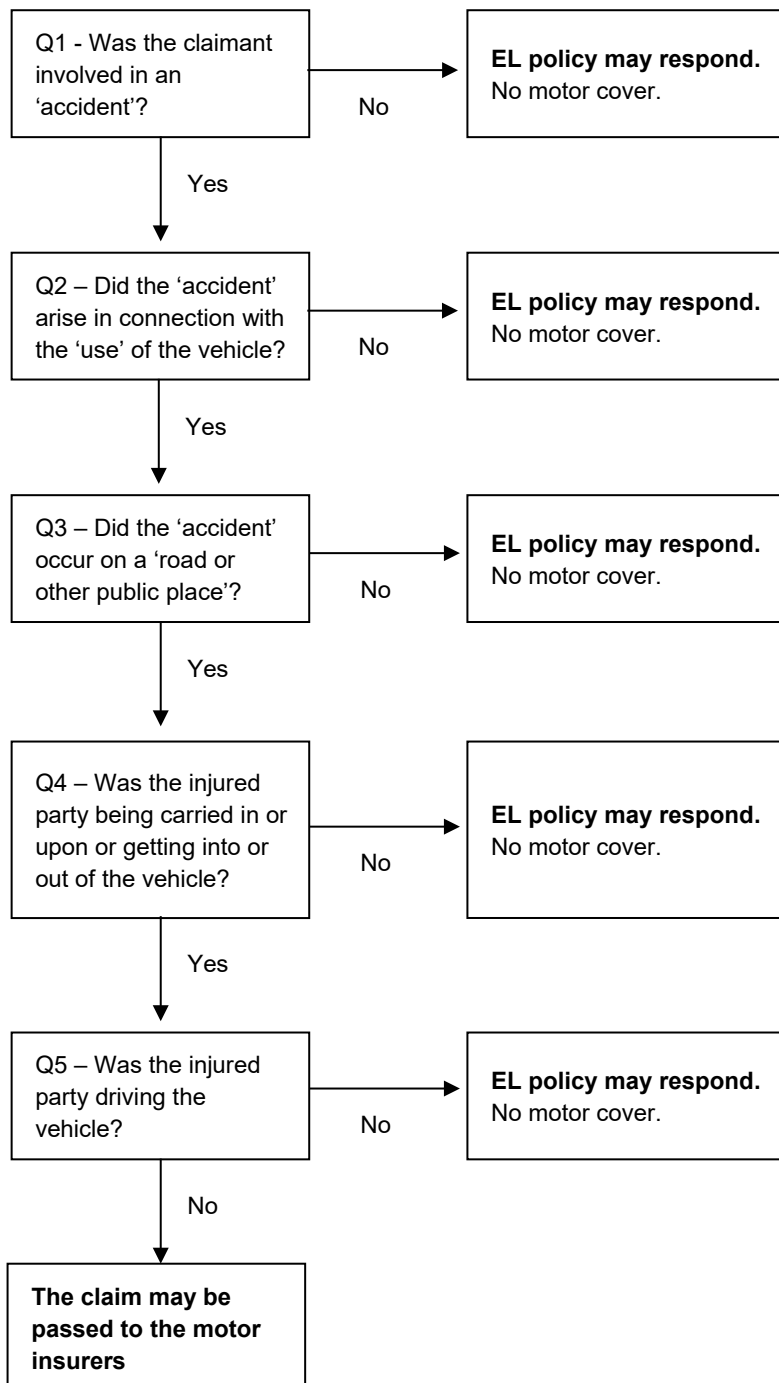 Q1 - Was the claimant
involved in an
‘accident’?
No
EL policy may respond.
No motor cover.
Yes
Q2 – Did the ‘accident’
arise in connection with
the ‘use’ of the vehicle?
No
EL policy may respond.
No motor cover.
Yes
Q3 – Did the ‘accident’
occur on a ‘road or
other public place’?
No
EL policy may respond.
No motor cover.
Yes
Q4 – Was the injured
party being carried in or
upon or getting into or
out of the vehicle?
No
EL policy may respond.
No motor cover.
Yes
Q5 – Was the injured
party driving the
vehicle?
No
EL policy may respond.
No motor cover.
No
The claim may be
passed to the motor
insurers